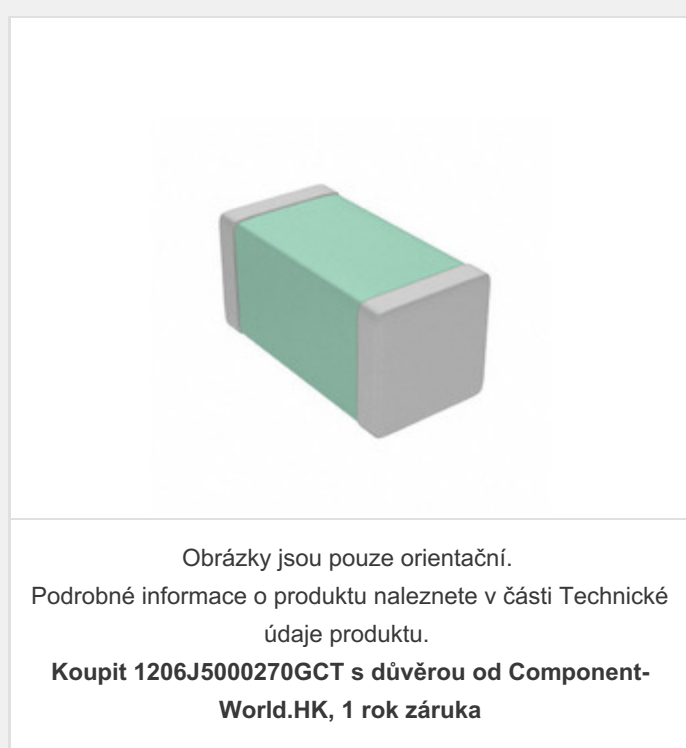 Obrázky jsou pouze orientační.
Podrobné informace o produktu naleznete v části Technické
údaje produktu.
Koupit 1206J5000270GCT s důvěrou od Component-
World.HK, 1 rok záruka